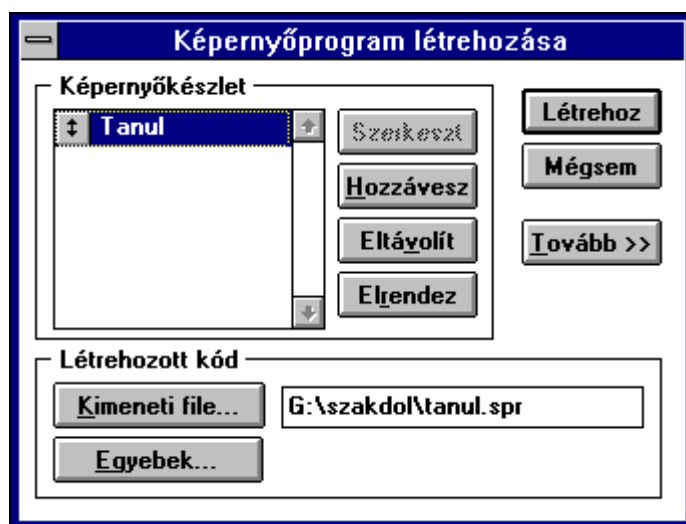 Képernyőprogram létrehozása
Képernyőkészlet
Tanul
Szerkeszt
Hozzávesz
Eltávolít
Elrendez
Létrehoz
Mégsem
Tovább >>
Létrehozott kód
Kimeneti file...
G:\szakdol\tanul.spr
Egyebek...